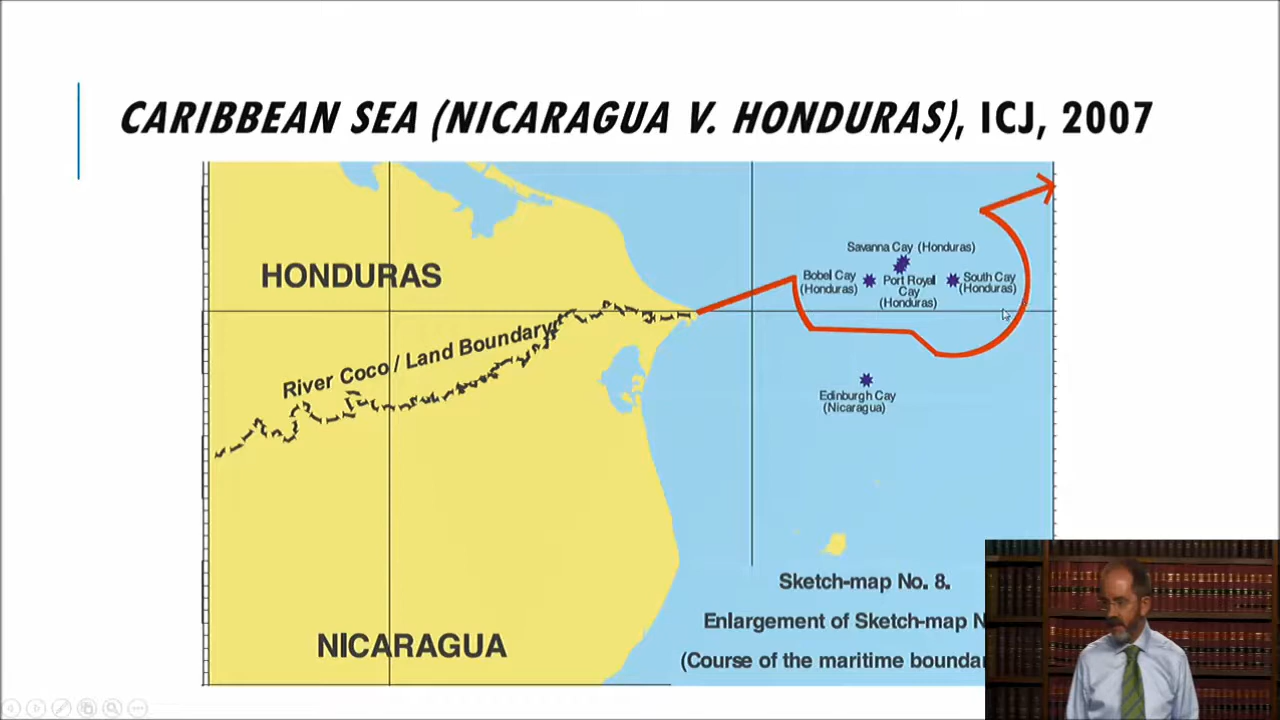 CARIBBEAN SEA (NICARAGUA V. HONDURAS), ICJ, 2007
HONDURAS
River Coco / Land Boundary
Savanna Cay (Honduras)
Bobel Cay
(Honduras)
Port Royal
Cay
(Honduras)
South Cay
(Honduras)
Edinburgh Cay
(Nicaragua)
NICARAGUA
Sketch-map No. 8.
Enlargement of Sketch-map N
(Course of the maritime boundar